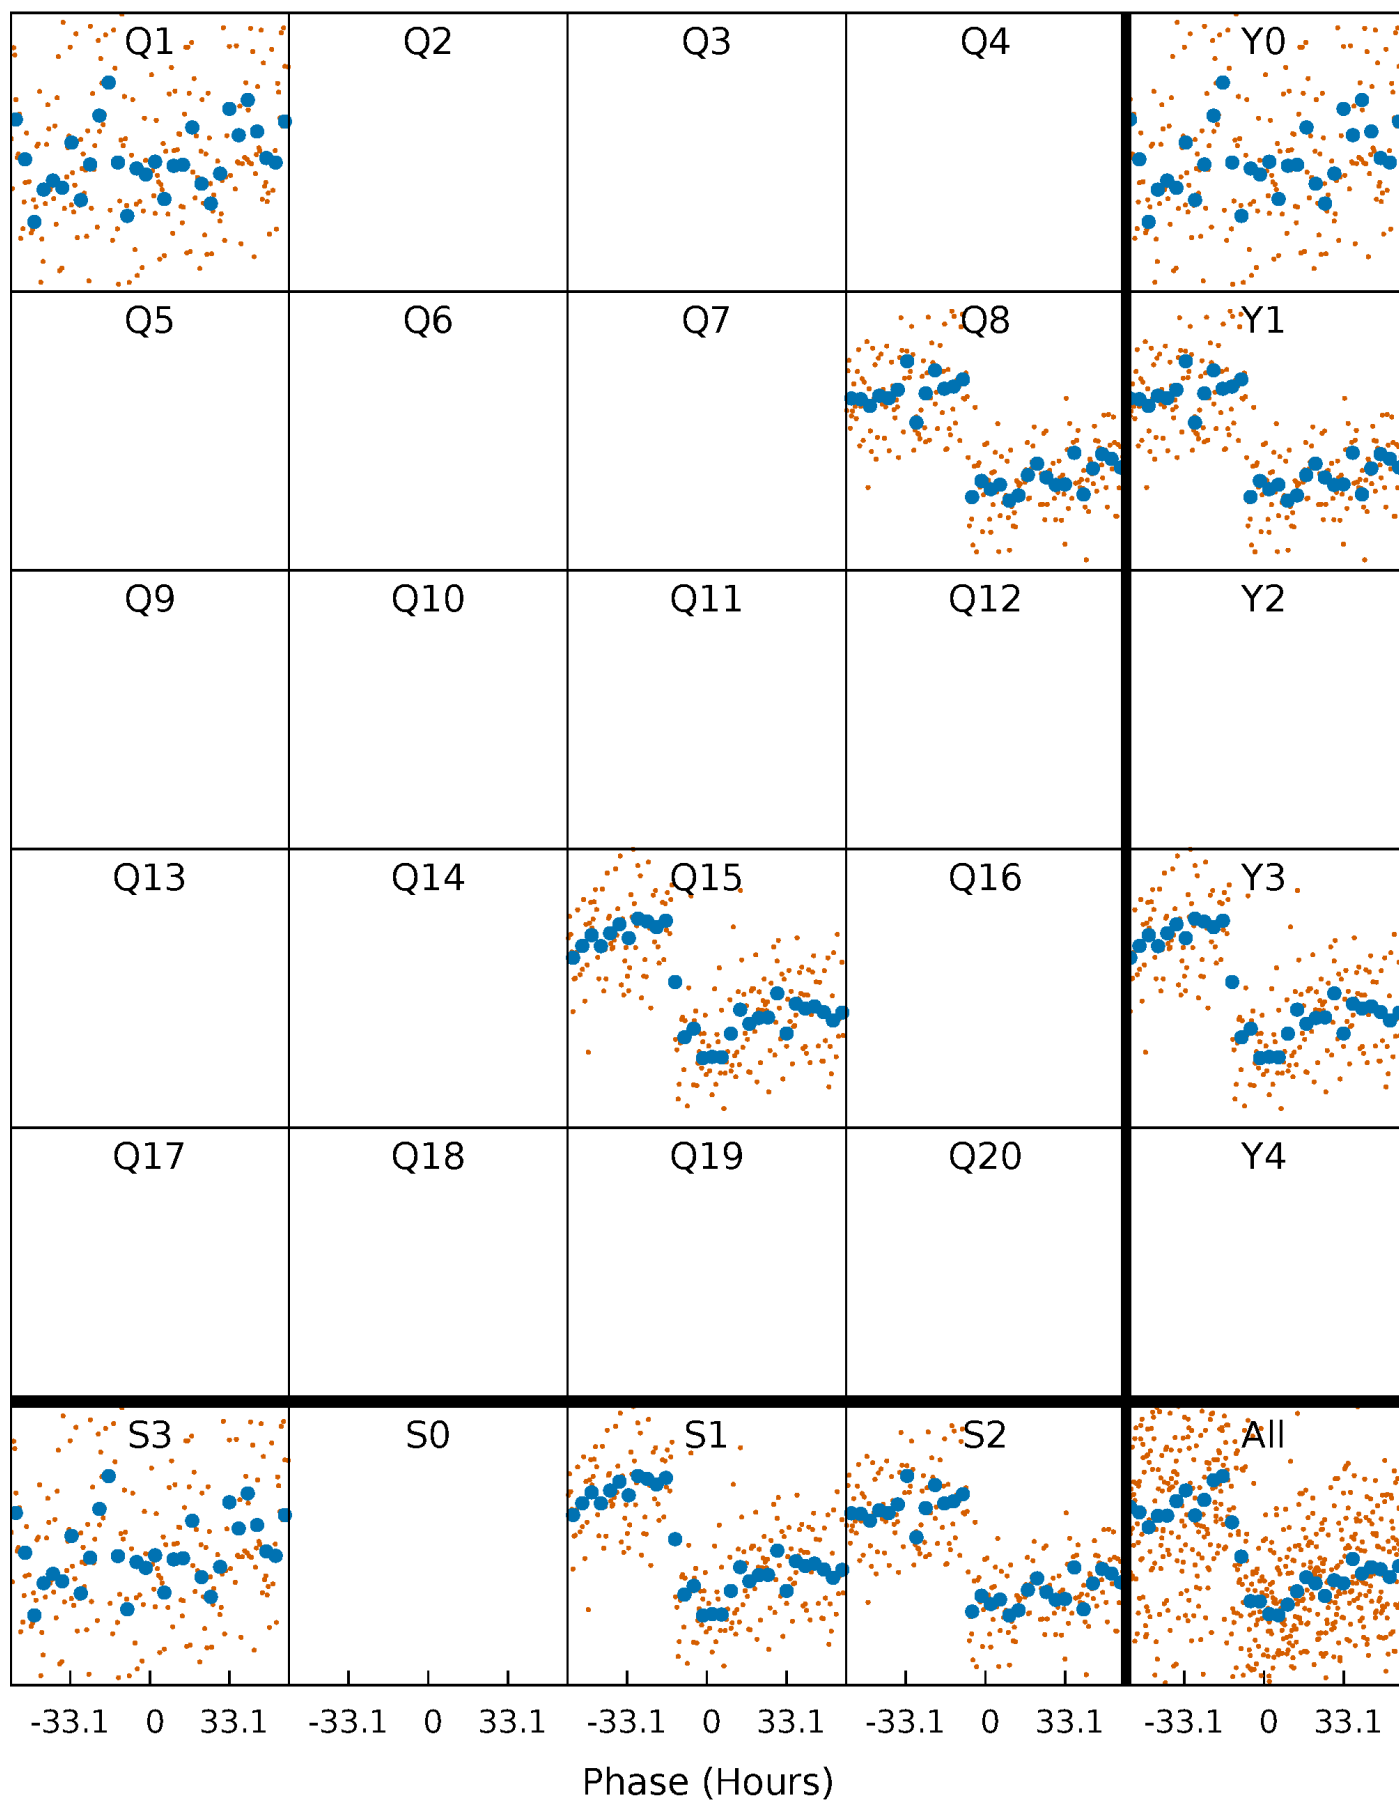 Q1 Q2 Q3 Q4 Y0
Q5 Q6 Q7 Q8 Y1
Q9 Q10 Q11 Q12 Y2
Q13 Q14 Q15 Q16 Y3
Q17 Q18 Q19 Q20 Y4
S3 S0 S1 S2 All
-33.1 0 33.1 -33.1 0 33.1 -33.1 0 33.1 -33.1 0 33.1 -33.1 0 33.1
Phase (Hours)